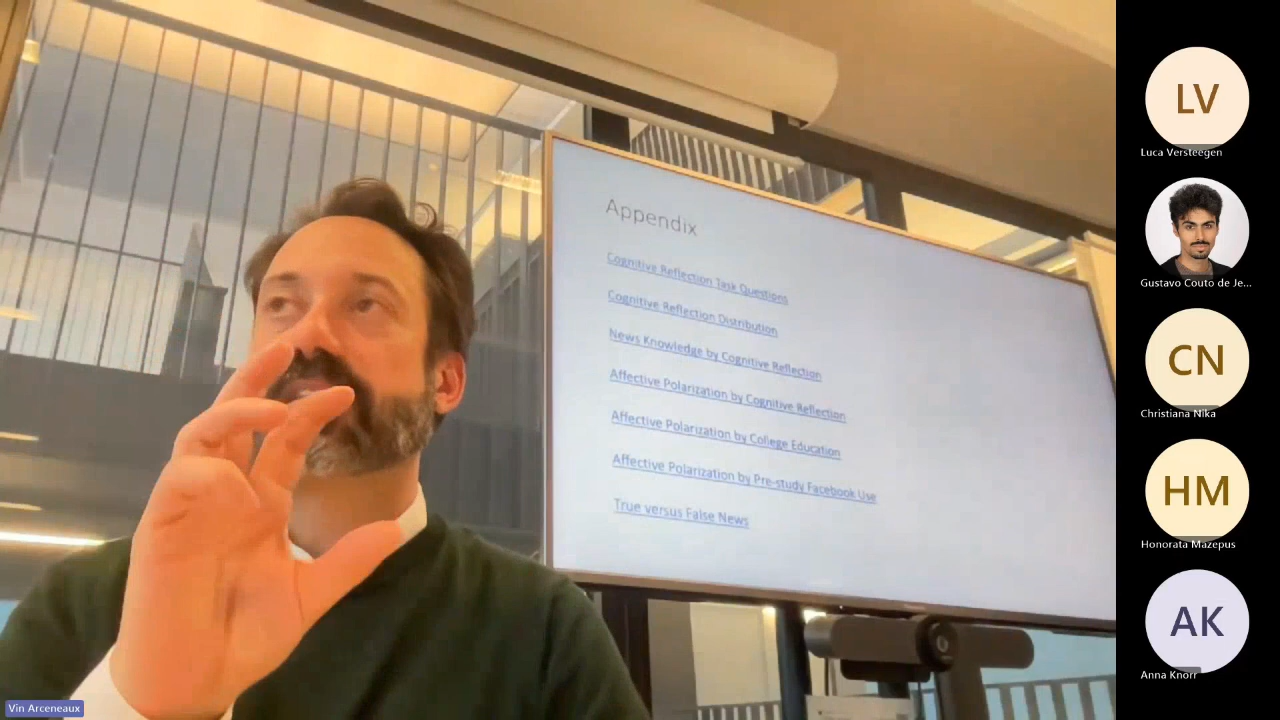 Appendix
Cognitive Reflection Task Questions
Cognitive Reflection Distribution
News Knowledge by Cognitive Reflection
Affective Polarization by Cognitive Reflection
Affective Polarization by College Education
Affective Polarization by Pre-study Facebook Use
True versus False News
LV
Luca Versteegen
Gustavo Couto de Je...
CN
Christiana Nika
HM
Honorata Mazepus
AK
Anna Knorr
Vin Arceneaux